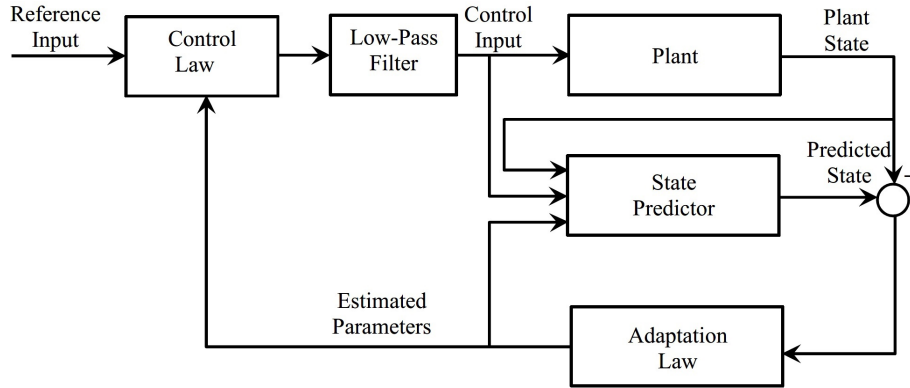 Reference
Input
Control
Law
Low-Pass
Filter
Control
Input
Plant
Plant
State
State
Predictor
Predicted
State
-
Estimated
Parameters
Adaptation
Law